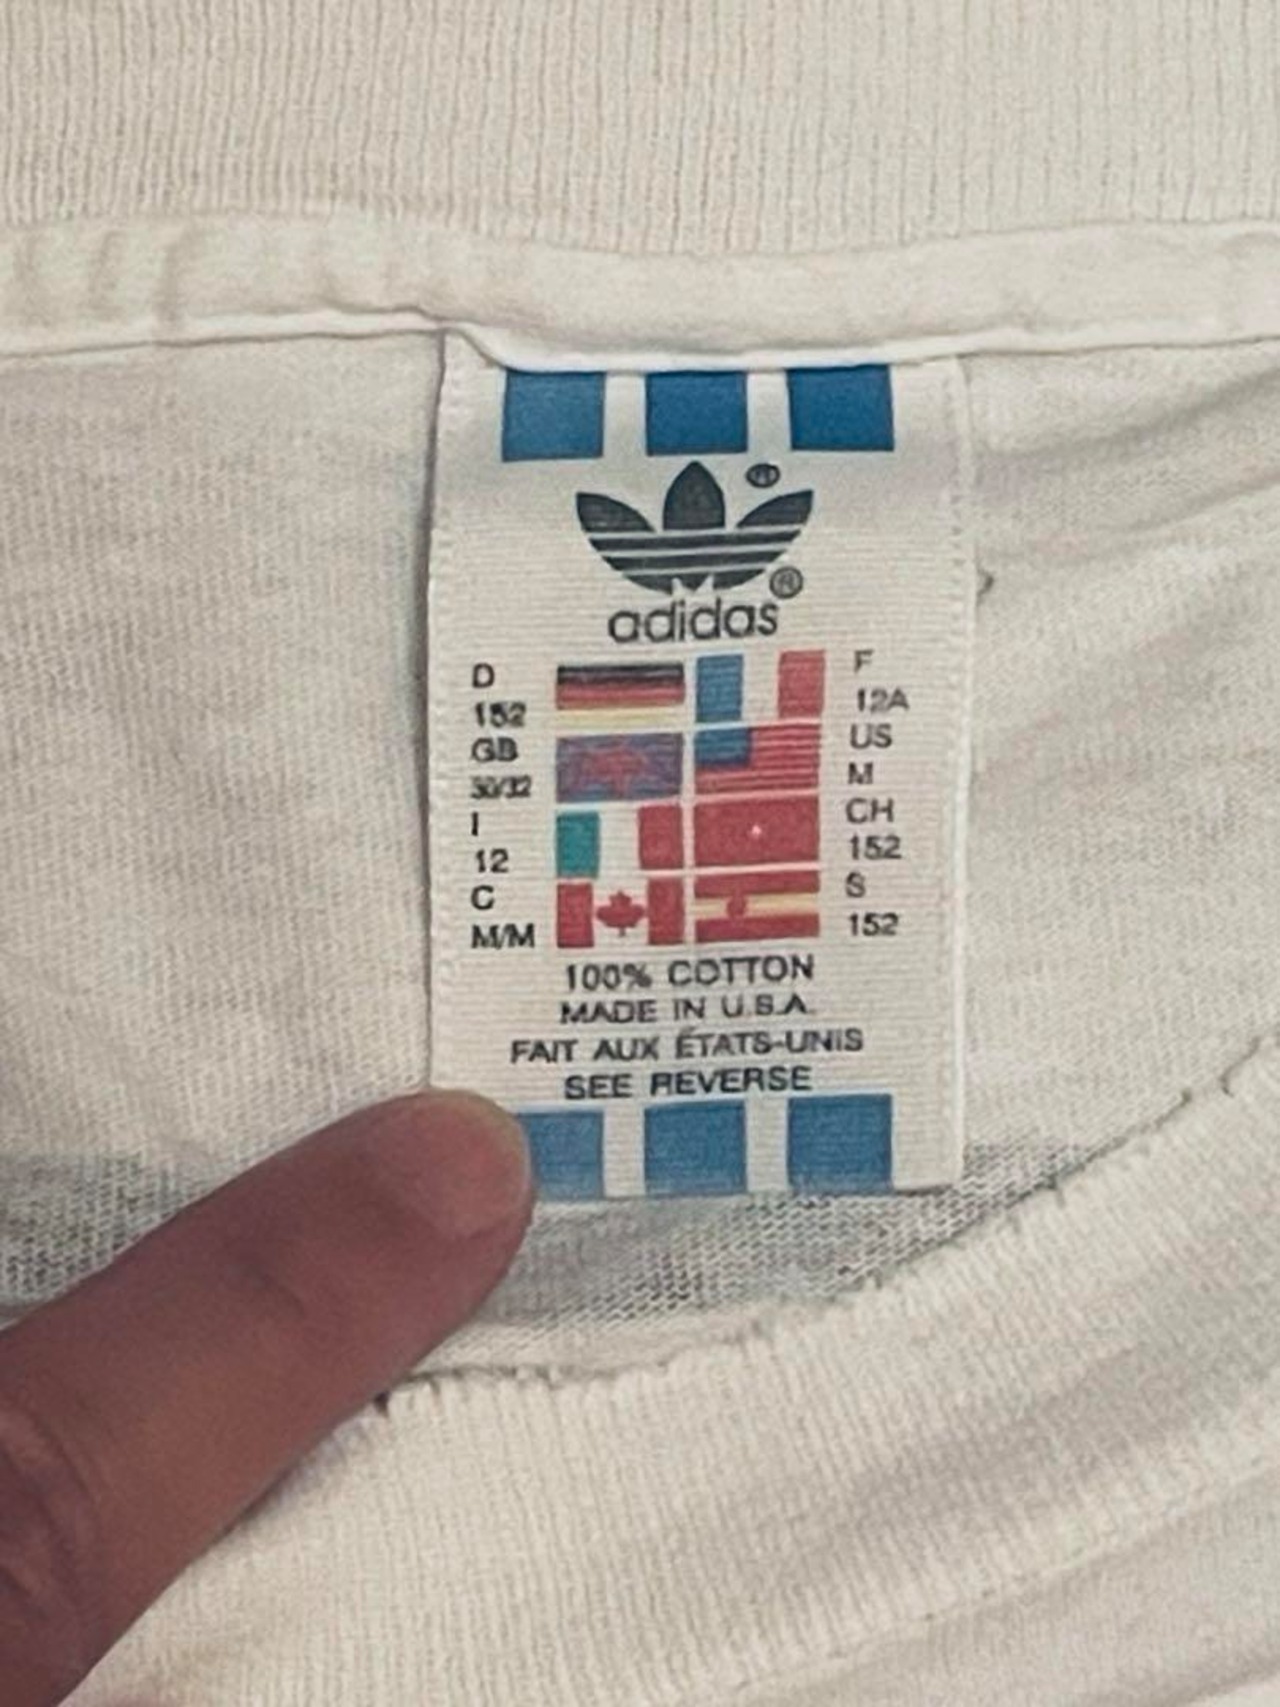 ®
®
adidas
D
152
GB
30/32
I
12
C
M/M
F
12A
US
M
CH
152
S
152
100% COTTON
MADE IN U.S.A.
FAIT AUX ÉTATS-UNIS
SEE REVERSE